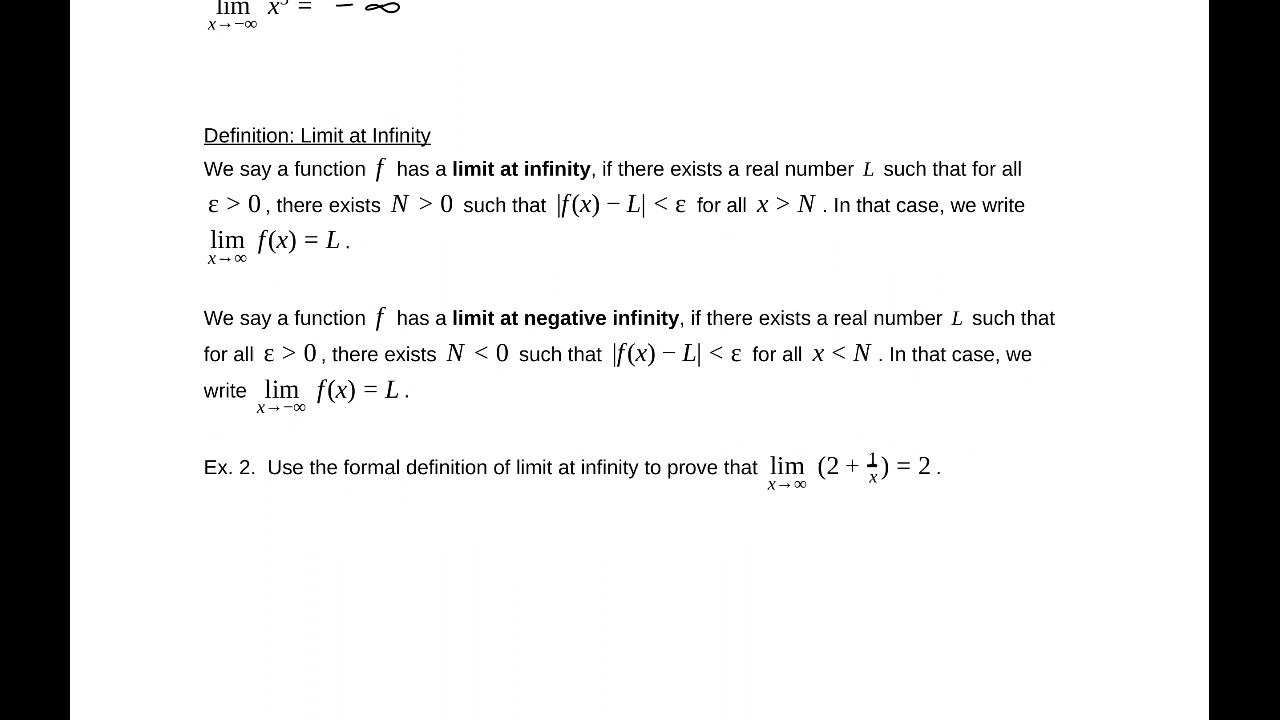 lim x³ = − ∞
x→−∞
Definition: Limit at Infinity
We say a function f has a limit at infinity, if there exists a real number L such that for all
ε > 0, there exists N > 0 such that |f(x) − L| < ε for all x > N. In that case, we write
lim f(x) = L.
x→∞
We say a function f has a limit at negative infinity, if there exists a real number L such that
for all ε > 0, there exists N < 0 such that |f(x) − L| < ε for all x < N. In that case, we
write lim f(x) = L.
x→−∞
Ex. 2. Use the formal definition of limit at infinity to prove that lim (2 + 1/x) = 2.
x→∞